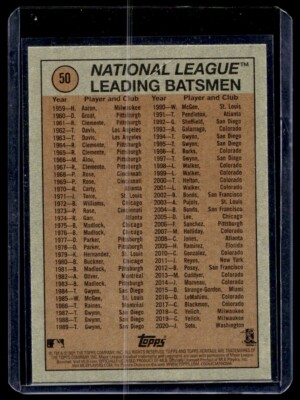 50
NATIONAL LEAGUE™
LEADING BATSMEN
Year Player and Club
1959—H. Aaron, Milwaukee
1960—D. Groat, Pittsburgh
1961—R. Clemente, Pittsburgh
1962—T. Davis, Los Angeles
1963—T. Davis, Los Angeles
1964—R. Clemente, Pittsburgh
1965—R. Clemente, Pittsburgh
1966—M. Alou, Pittsburgh
1967—R. Clemente, Pittsburgh
1968—P. Rose, Cincinnati
1969—P. Rose, Cincinnati
1970—R. Carty, Atlanta
1971—J. Torre, St. Louis
1972—B. Williams, Chicago
1973—P. Rose, Cincinnati
1974—R. Garr, Atlanta
1975—B. Madlock, Chicago
1976—B. Madlock, Chicago
1977—D. Parker, Pittsburgh
1978—D. Parker, Pittsburgh
1979—K. Hernandez, St. Louis
1980—B. Buckner, Chicago
1981—B. Madlock, Pittsburgh
1982—A. Oliver, Montreal
1983—B. Madlock, Pittsburgh
1984—T. Gwynn, San Diego
1985—W. McGee, St. Louis
1986—T. Raines, Montreal
1987—T. Gwynn, San Diego
1988—T. Gwynn, San Diego
1989—T. Gwynn, San Diego
Year Player and Club
1990—W. McGee, St. Louis
1991—T. Pendleton, Atlanta
1992—G. Sheffield, San Diego
1993—A. Galarraga, Colorado
1994—T. Gwynn, San Diego
1995—T. Gwynn, San Diego
1996—T. Gwynn, San Diego
1997—T. Gwynn, San Diego
1998—L. Walker, Colorado
1999—L. Walker, Colorado
2000—T. Helton, Colorado
2001—L. Walker, Colorado
2002—B. Bonds, San Francisco
2003—A. Pujols, St. Louis
2004—B. Bonds, San Francisco
2005—D. Lee, Chicago
2006—F. Sanchez, Pittsburgh
2007—M. Holliday, Colorado
2008—C. Jones, Atlanta
2009—H. Ramirez, Florida
2010—C. Gonzalez, Colorado
2011—J. Reyes, New York
2012—B. Posey, San Francisco
2013—M. Cuddyer, Colorado
2014—J. Morneau, Colorado
2015—D. Strange-Gordon, Miami
2016—D. LeMahieu, Colorado
2017—C. Blackmon, Colorado
2018—C. Yelich, Milwaukee
2019—C. Yelich, Milwaukee
2020—J. Soto, Washington
Topps